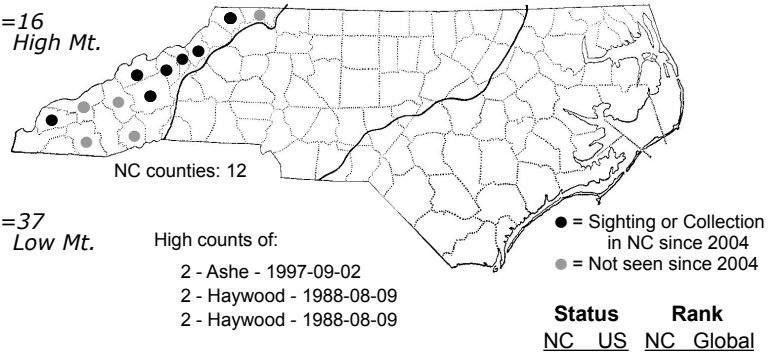 =16
High Mt.
NC counties: 12
=37
Low Mt.
High counts of:
2 - Ashe - 1997-09-02
2 - Haywood - 1988-08-09
2 - Haywood - 1988-08-09
= Sighting or Collection
in NC since 2004
= Not seen since 2004
Status Rank
NC US NC Global